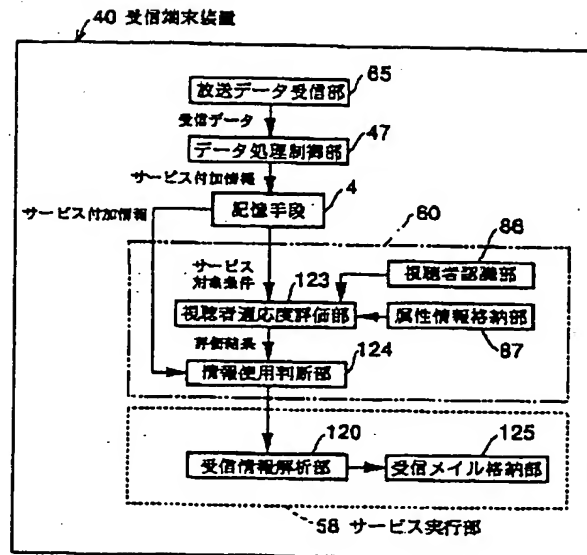 40 受信端末装置
65
放送データ受信部
受信データ
47
データ処理制御部
サービス付加情報
サービス付加情報
4
記憶手段
60
66
視聴者認識部
サービス
対象条件
123
視聴者適応度評価部
属性情報格納部
67
評価結果
124
情報使用判断部
120
125
受信情報解析部
受信メイル格納部
58 サービス実行部